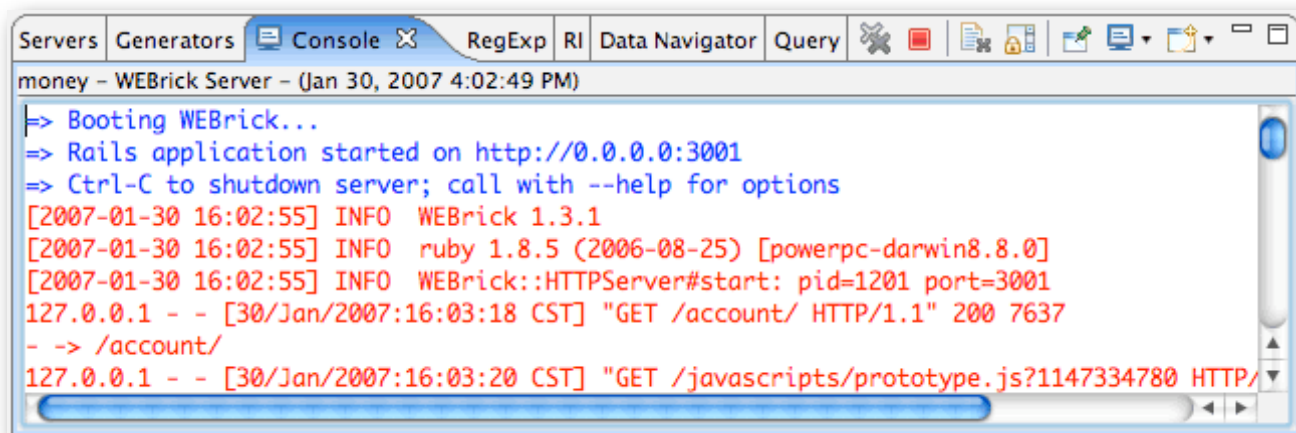 Servers Generators Console RegExp RI Data Navigator Query
money – WEBrick Server – (Jan 30, 2007 4:02:49 PM)
=> Booting WEBrick...
=> Rails application started on http://0.0.0.0:3001
=> Ctrl-C to shutdown server; call with --help for options
[2007-01-30 16:02:55] INFO  WEBrick 1.3.1
[2007-01-30 16:02:55] INFO  ruby 1.8.5 (2006-08-25) [powerpc-darwin8.8.0]
[2007-01-30 16:02:55] INFO  WEBrick::HTTPServer#start: pid=1201 port=3001
127.0.0.1 - - [30/Jan/2007:16:03:18 CST] "GET /account/ HTTP/1.1" 200 7637
- -> /account/
127.0.0.1 - - [30/Jan/2007:16:03:20 CST] "GET /javascripts/prototype.js?1147334780 HTTP/